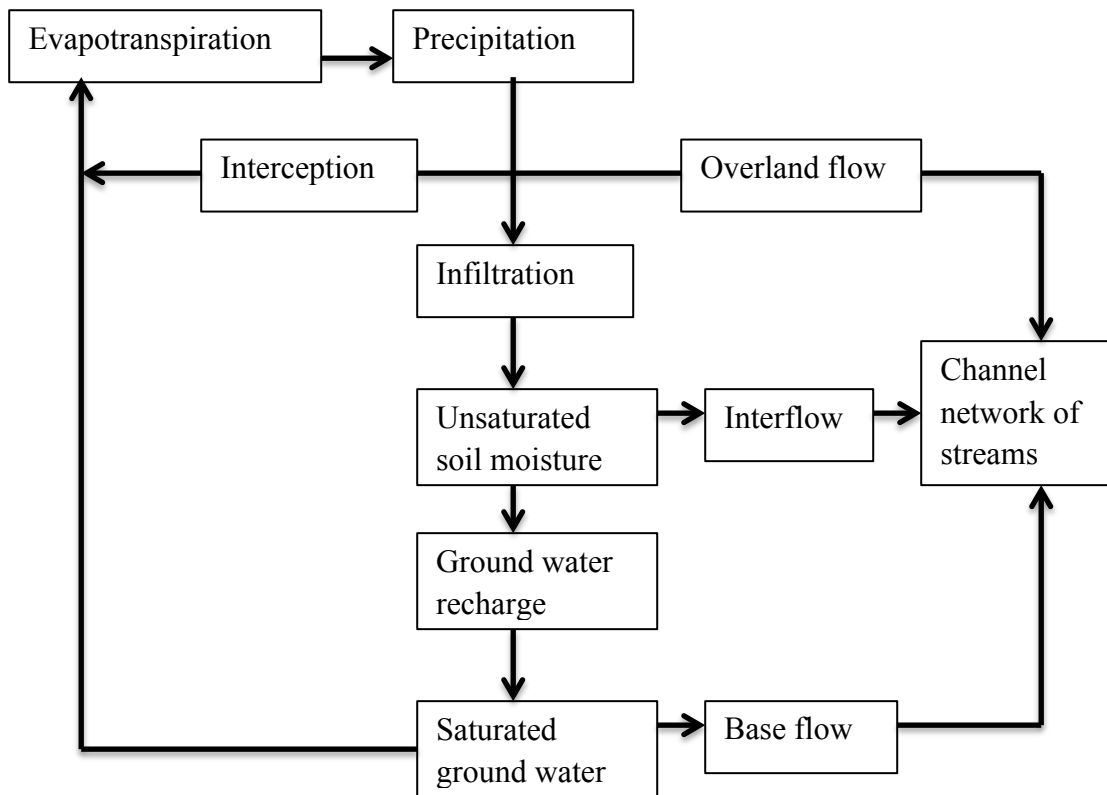 Evapotranspiration
Precipitation
Interception
Overland flow
Infiltration
Channel
network of
streams
Unsaturated
soil moisture
Interflow
Ground water
recharge
Saturated
ground water
Base flow